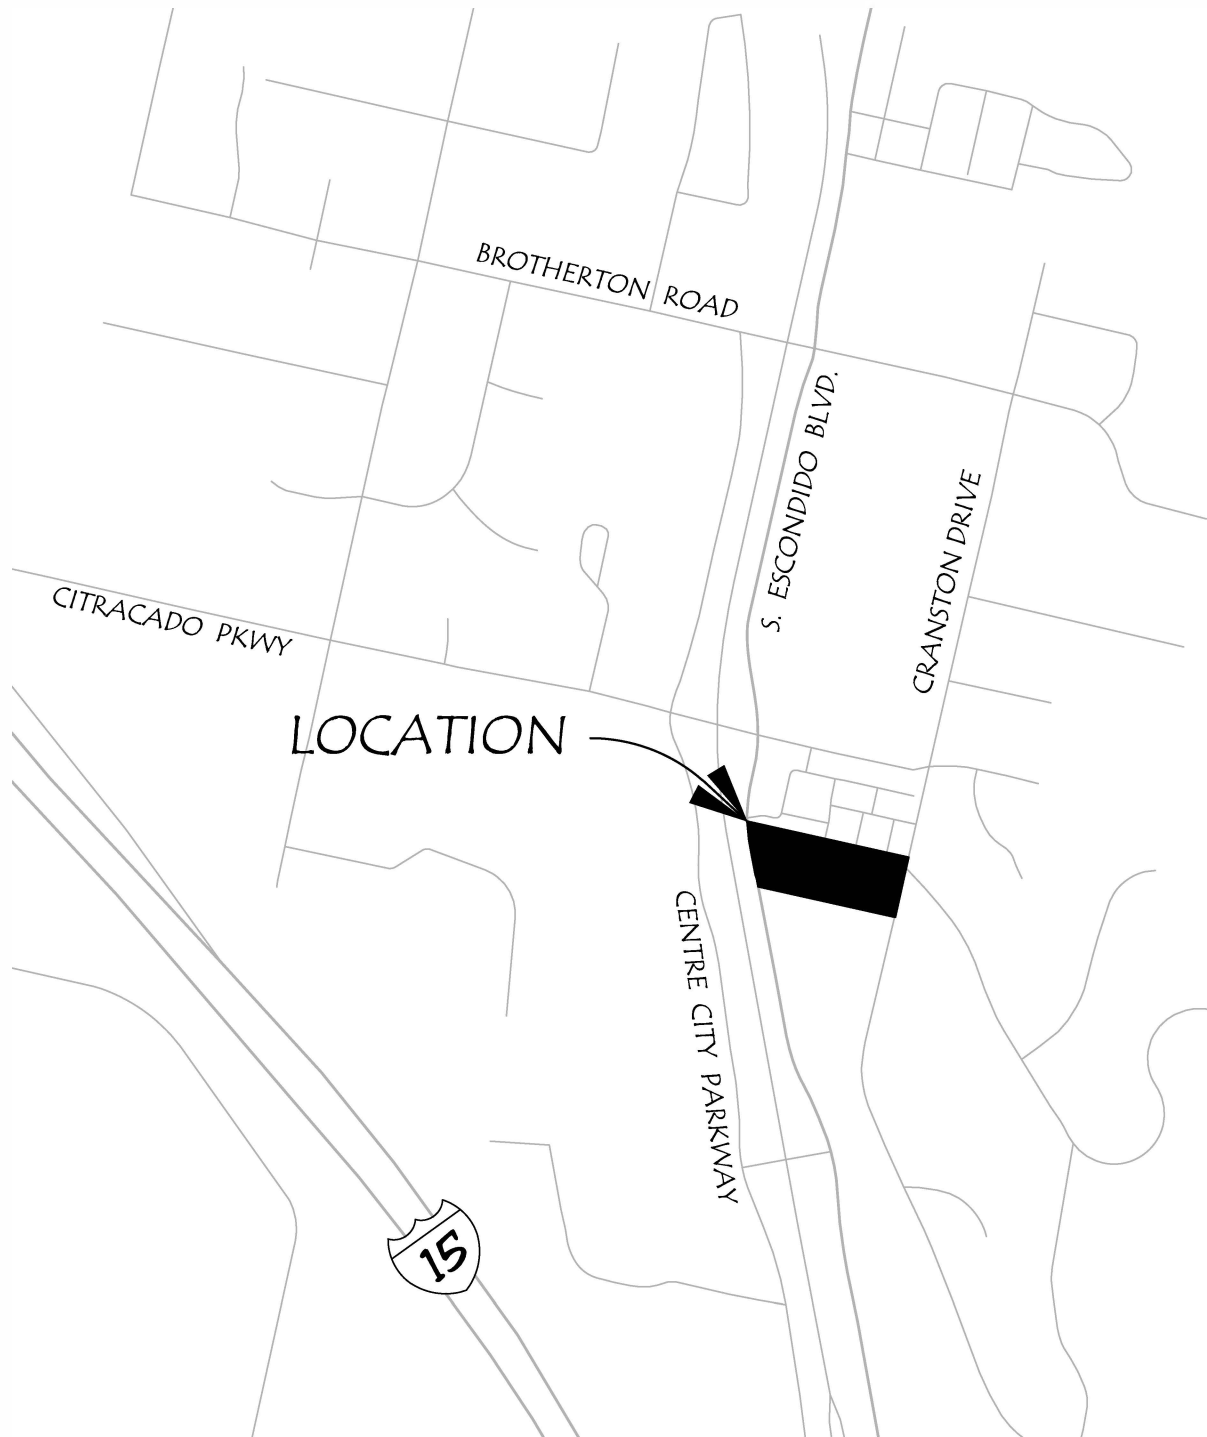 BROTHERTON ROAD
S. ESCONDIDO BLVD.
CRANSTON DRIVE
CITRACADO PKWY
LOCATION
CENTRE CITY PARKWAY
15